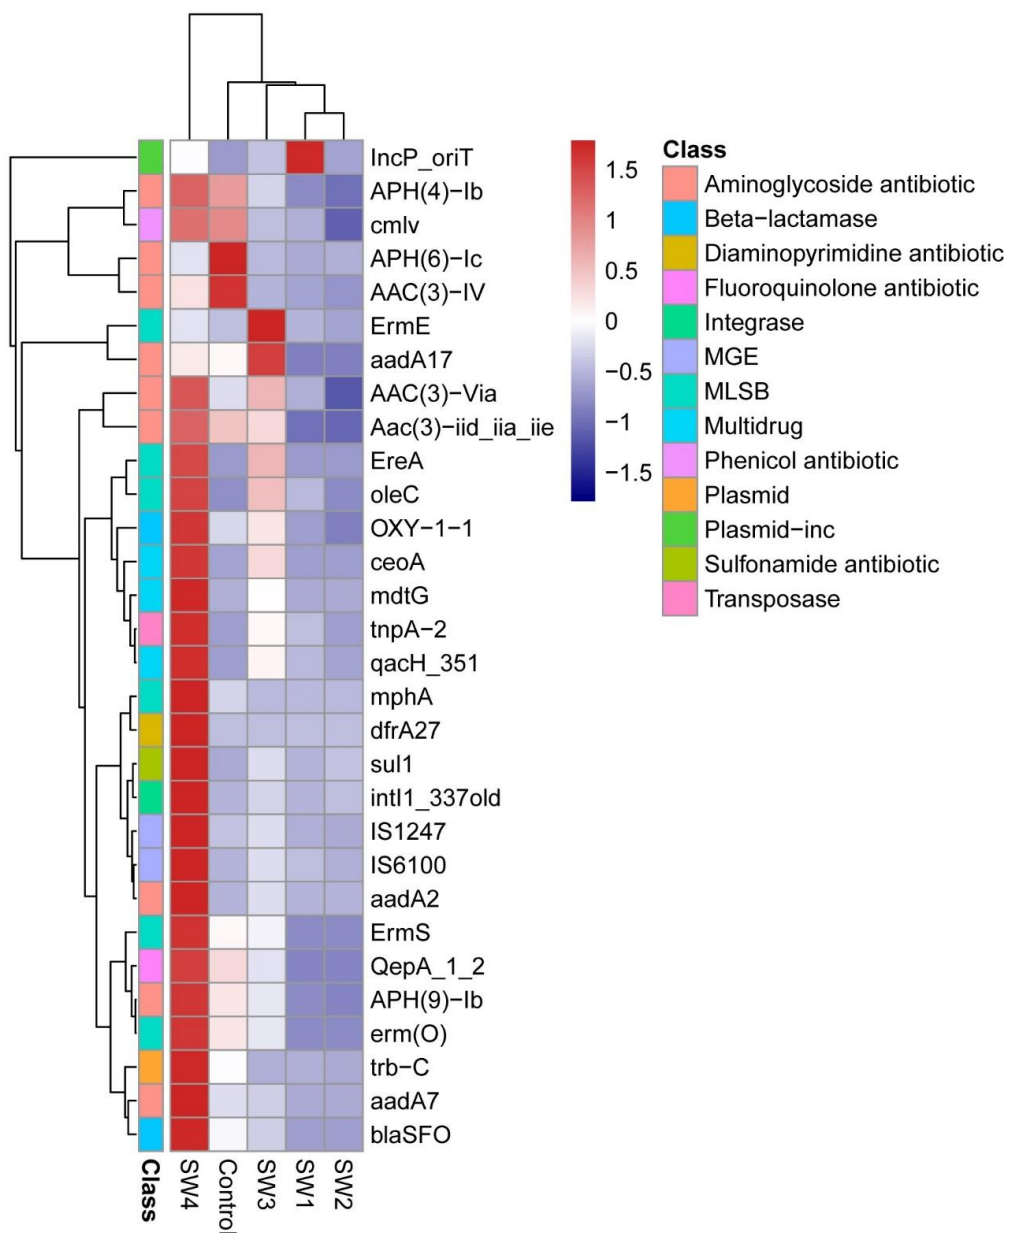 IncP_oriT
APH(4)−Ib
cmlv
APH(6)−Ic
AAC(3)−IV
ErmE
aadA17
AAC(3)−Via
Aac(3)−iid_iia_iie
EreA
oleC
OXY−1−1
ceoA
mdtG
tnpA−2
qacH_351
mphA
dfrA27
sul1
intI1_337old
IS1247
IS6100
aadA2
ErmS
QepA_1_2
APH(9)−Ib
erm(O)
trb−C
aadA7
blaSFO
Class
SW4
Control
SW3
SW1
SW2
1.5
1
0.5
0
−0.5
−1
−1.5
Class
Aminoglycoside antibiotic
Beta−lactamase
Diaminopyrimidine antibiotic
Fluoroquinolone antibiotic
Integrase
MGE
MLSB
Multidrug
Phenicol antibiotic
Plasmid
Plasmid−inc
Sulfonamide antibiotic
Transposase